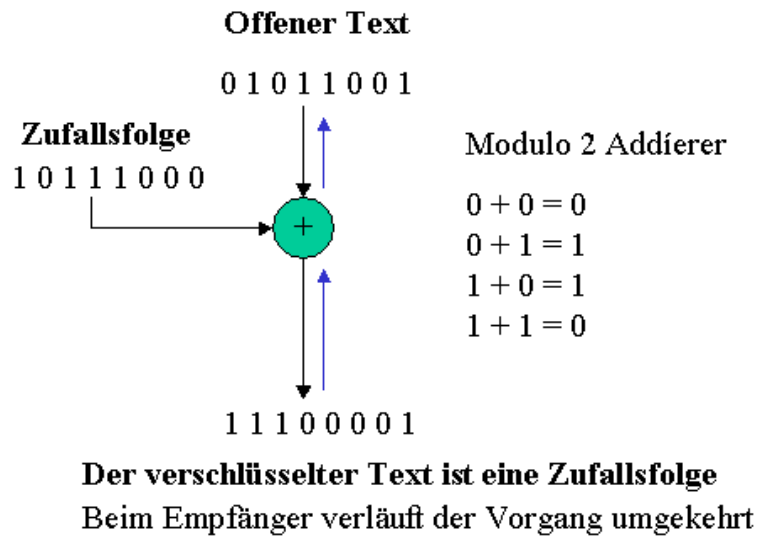 Offener Text
0 1 0 1 1 0 0 1
Zufallsfolge
1 0 1 1 1 0 0 0
+
Modulo 2 Addíerer
0 + 0 = 0
0 + 1 = 1
1 + 0 = 1
1 + 1 = 0
1 1 1 0 0 0 0 1
Der verschlüsselter Text ist eine Zufallsfolge
Beim Empfänger verläuft der Vorgang umgekehrt